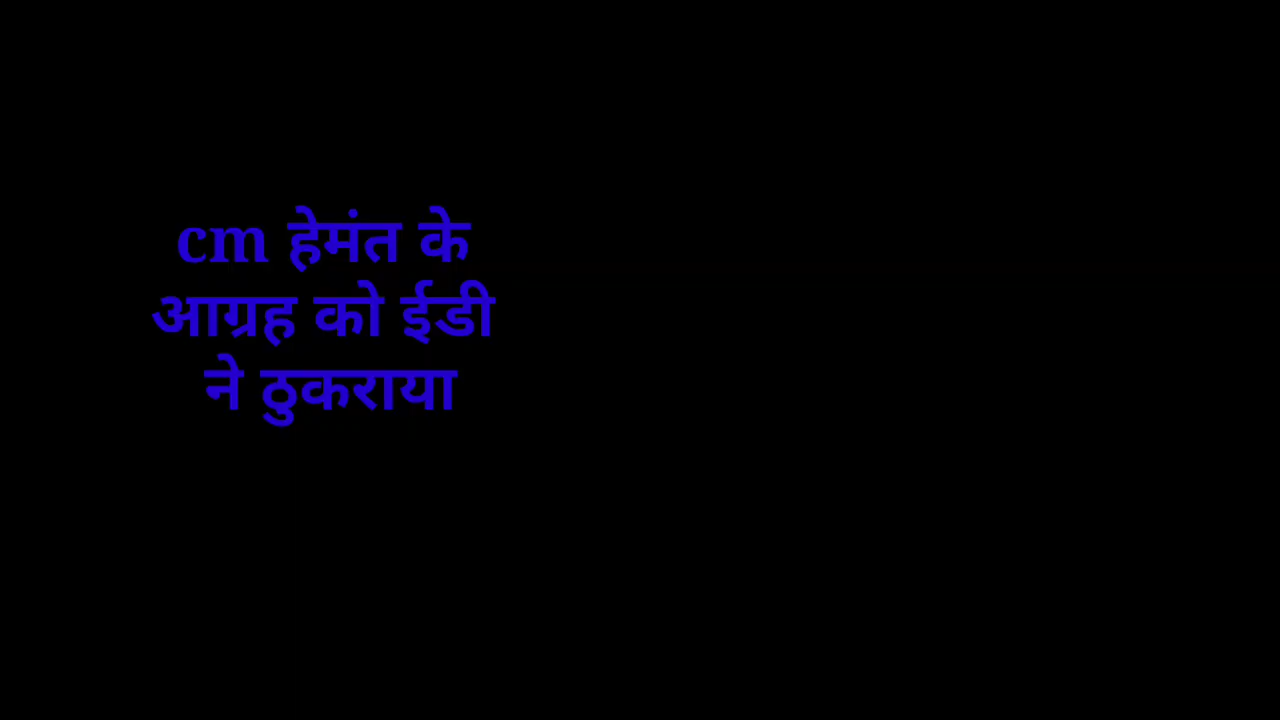 cm हेमंत के
आग्रह को ईडी
ने ठुकराया